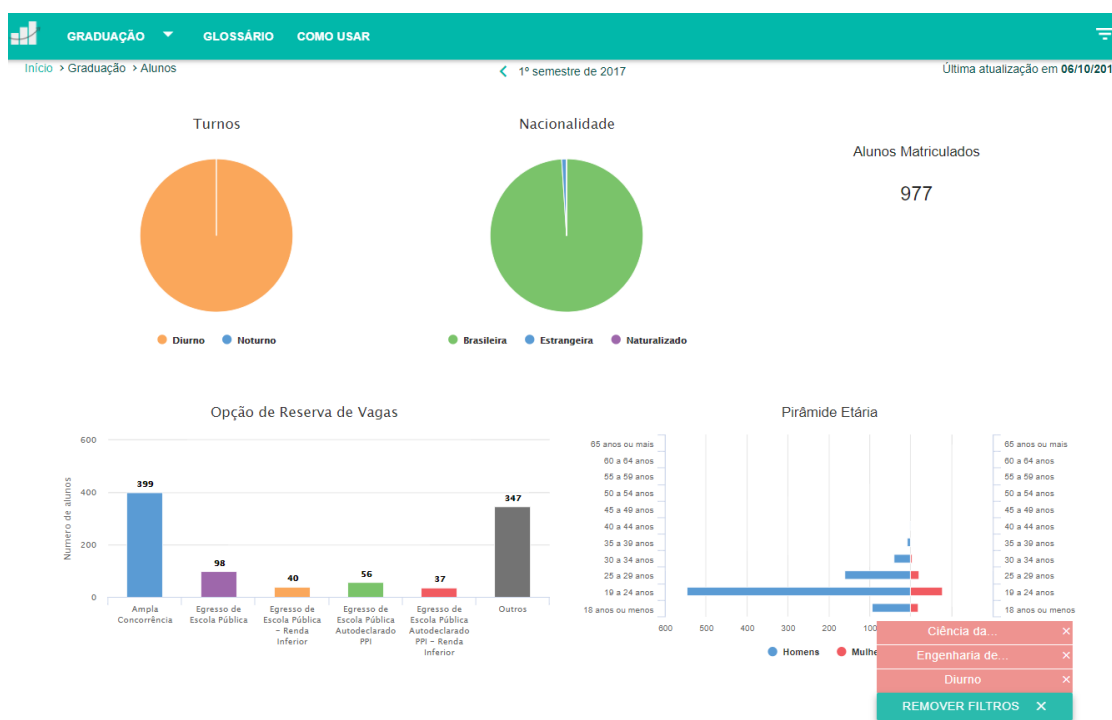 GRADUAÇÃO GLOSSÁRIO COMO USAR
Início > Graduação > Alunos
1º semestre de 2017
Última atualização em 06/10/201
Turnos
Diurno Noturno
Nacionalidade
Brasileira Estrangeira Naturalizado
Alunos Matriculados
977
Opção de Reserva de Vagas
Numero de alunos
600
400
200
0
399
98
40
56
37
347
Ampla
Concorrência
Egresso de
Escola Pública
Egresso de
Escola Pública
– Renda
Inferior
Egresso de
Escola Pública
Autodeclarado
PPI
Egresso de
Escola Pública
Autodeclarado
PPI – Renda
Inferior
Outros
Pirâmide Etária
65 anos ou mais 65 anos ou mais
60 a 64 anos 60 a 64 anos
55 a 59 anos 55 a 59 anos
50 a 54 anos 50 a 54 anos
45 a 49 anos 45 a 49 anos
40 a 44 anos 40 a 44 anos
35 a 39 anos 35 a 39 anos
30 a 34 anos 30 a 34 anos
25 a 29 anos 25 a 29 anos
19 a 24 anos 19 a 24 anos
18 anos ou menos 18 anos ou menos
600 500 400 300 200 100
Homens Mulhe
Ciência da... ×
Engenharia de... ×
Diurno ×
REMOVER FILTROS ×